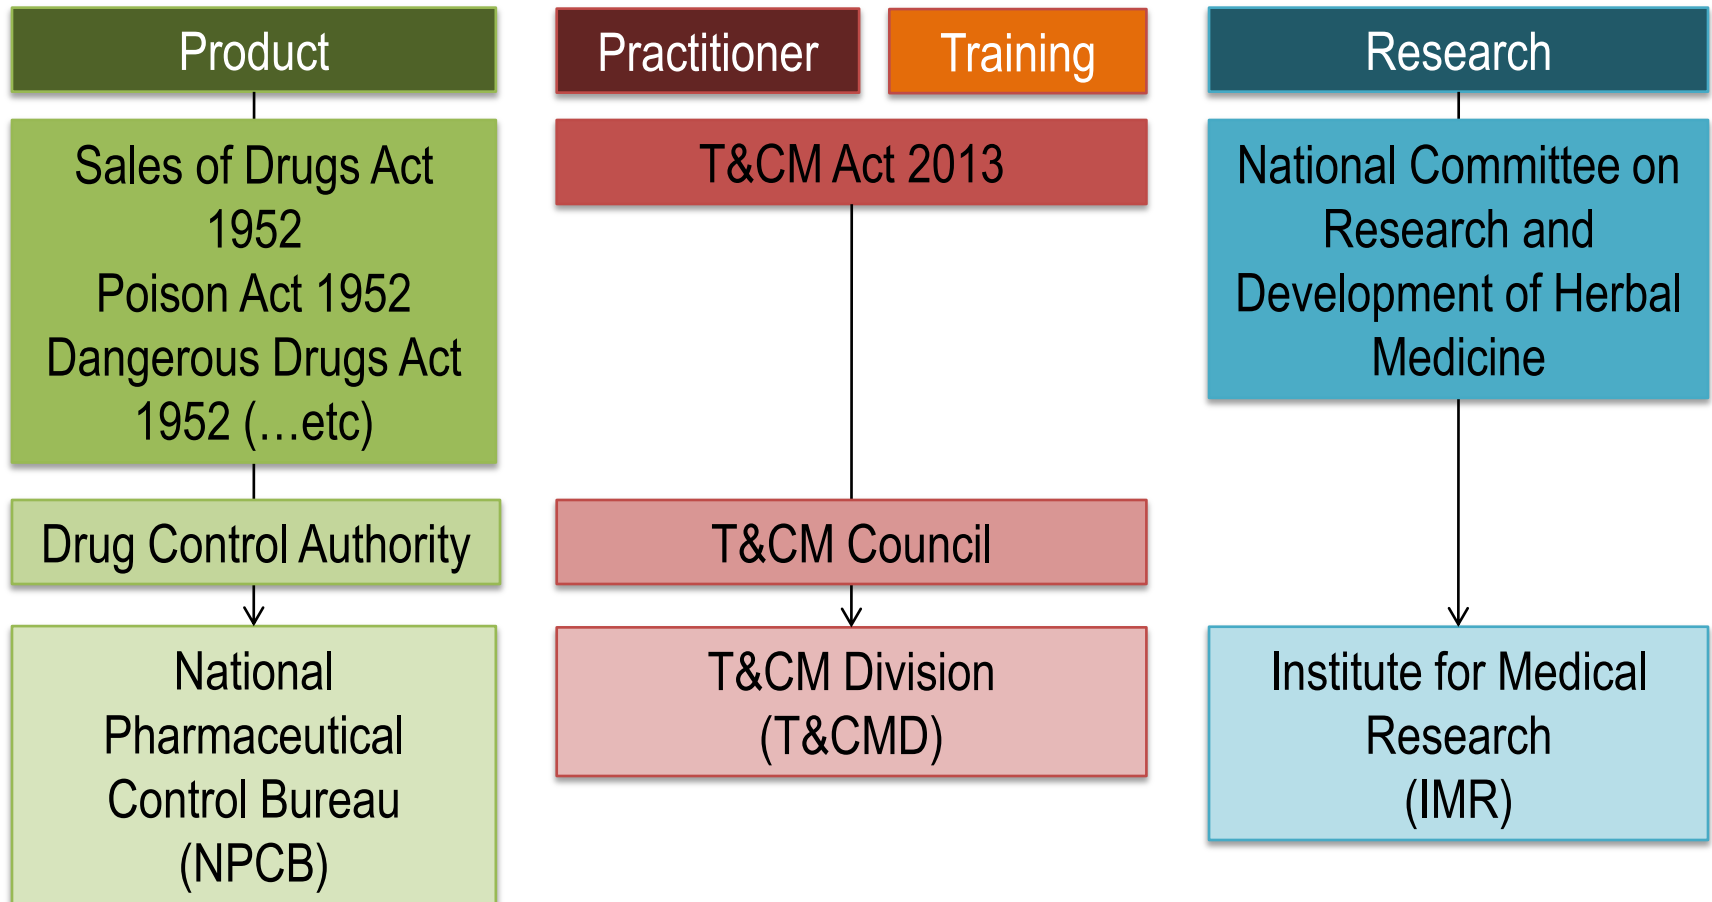 Product
Sales of Drugs Act
1952
Poison Act 1952
Dangerous Drugs Act
1952 (…etc)
Drug Control Authority
National
Pharmaceutical
Control Bureau
(NPCB)
Practitioner
Training
T&CM Act 2013
T&CM Council
T&CM Division
(T&CMD)
Research
National Committee on
Research and
Development of Herbal
Medicine
Institute for Medical
Research
(IMR)